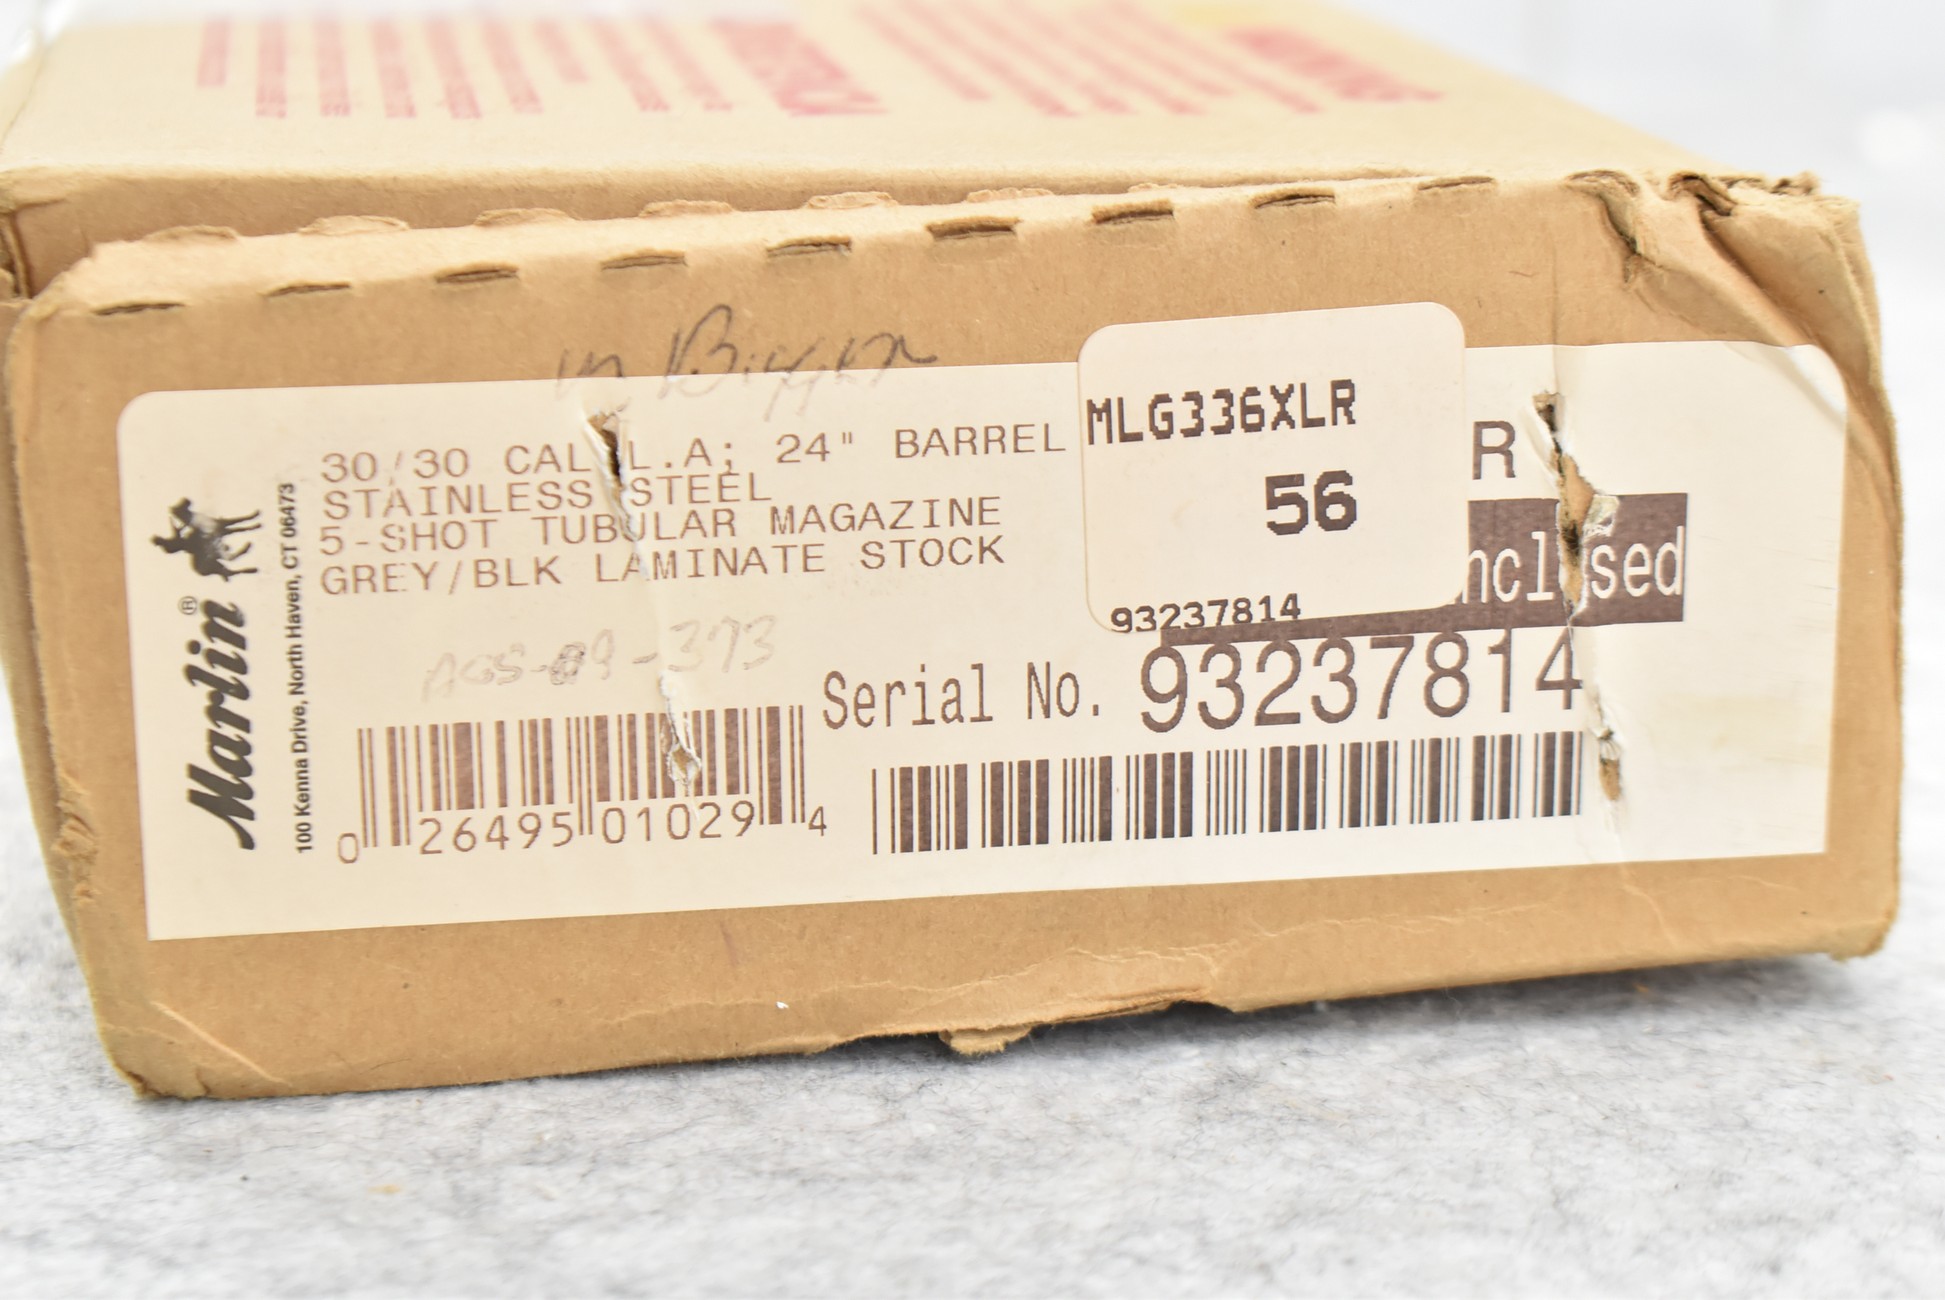 30/30 CAL L.A; 24" BARREL
STAINLESS STEEL
5-SHOT TUBULAR MAGAZINE
GREY/BLK LAMINATE STOCK
MLG336XLR
56
93237814
R
nclosed
Marlin®
100 Kenna Drive, North Haven, CT 06473
-373
Serial No. 93237814
0 26495 01029 4